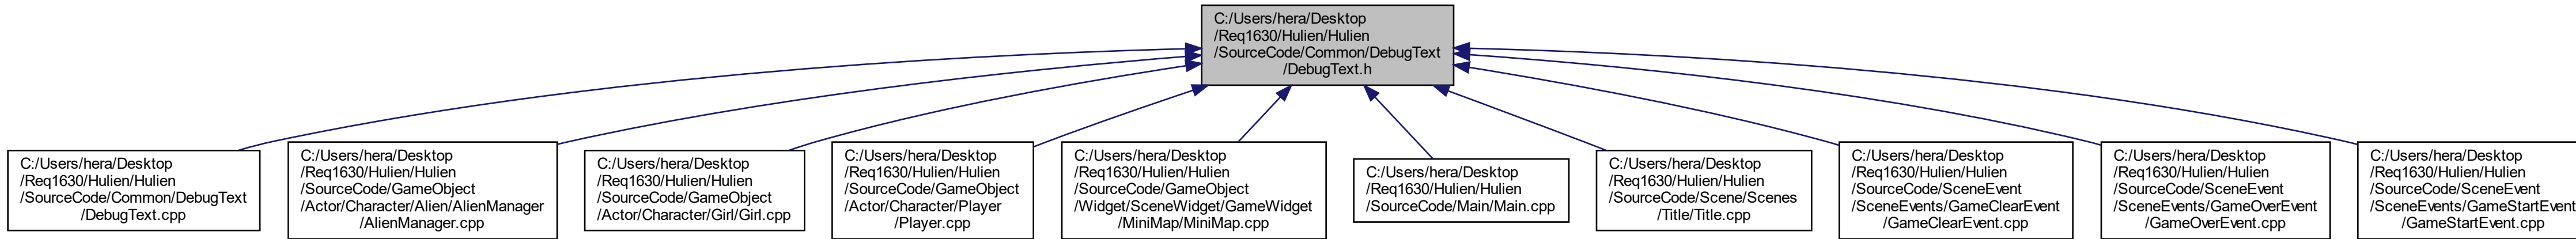 C:/Users/hera/Desktop
/Req1630/Hulien/Hulien
/SourceCode/Common/DebugText
/DebugText.h
C:/Users/hera/Desktop
/Req1630/Hulien/Hulien
/SourceCode/Common/DebugText
/DebugText.cpp
C:/Users/hera/Desktop
/Req1630/Hulien/Hulien
/SourceCode/GameObject
/Actor/Character/Alien/AlienManager
/AlienManager.cpp
C:/Users/hera/Desktop
/Req1630/Hulien/Hulien
/SourceCode/GameObject
/Actor/Character/Girl/Girl.cpp
C:/Users/hera/Desktop
/Req1630/Hulien/Hulien
/SourceCode/GameObject
/Actor/Character/Player
/Player.cpp
C:/Users/hera/Desktop
/Req1630/Hulien/Hulien
/SourceCode/GameObject
/Widget/SceneWidget/GameWidget
/MiniMap/MiniMap.cpp
C:/Users/hera/Desktop
/Req1630/Hulien/Hulien
/SourceCode/Main/Main.cpp
C:/Users/hera/Desktop
/Req1630/Hulien/Hulien
/SourceCode/Scene/Scenes
/Title/Title.cpp
C:/Users/hera/Desktop
/Req1630/Hulien/Hulien
/SourceCode/SceneEvent
/SceneEvents/GameClearEvent
/GameClearEvent.cpp
C:/Users/hera/Desktop
/Req1630/Hulien/Hulien
/SourceCode/SceneEvent
/SceneEvents/GameOverEvent
/GameOverEvent.cpp
C:/Users/hera/Desktop
/Req1630/Hulien/Hulien
/SourceCode/SceneEvent
/SceneEvents/GameStartEvent
/GameStartEvent.cpp